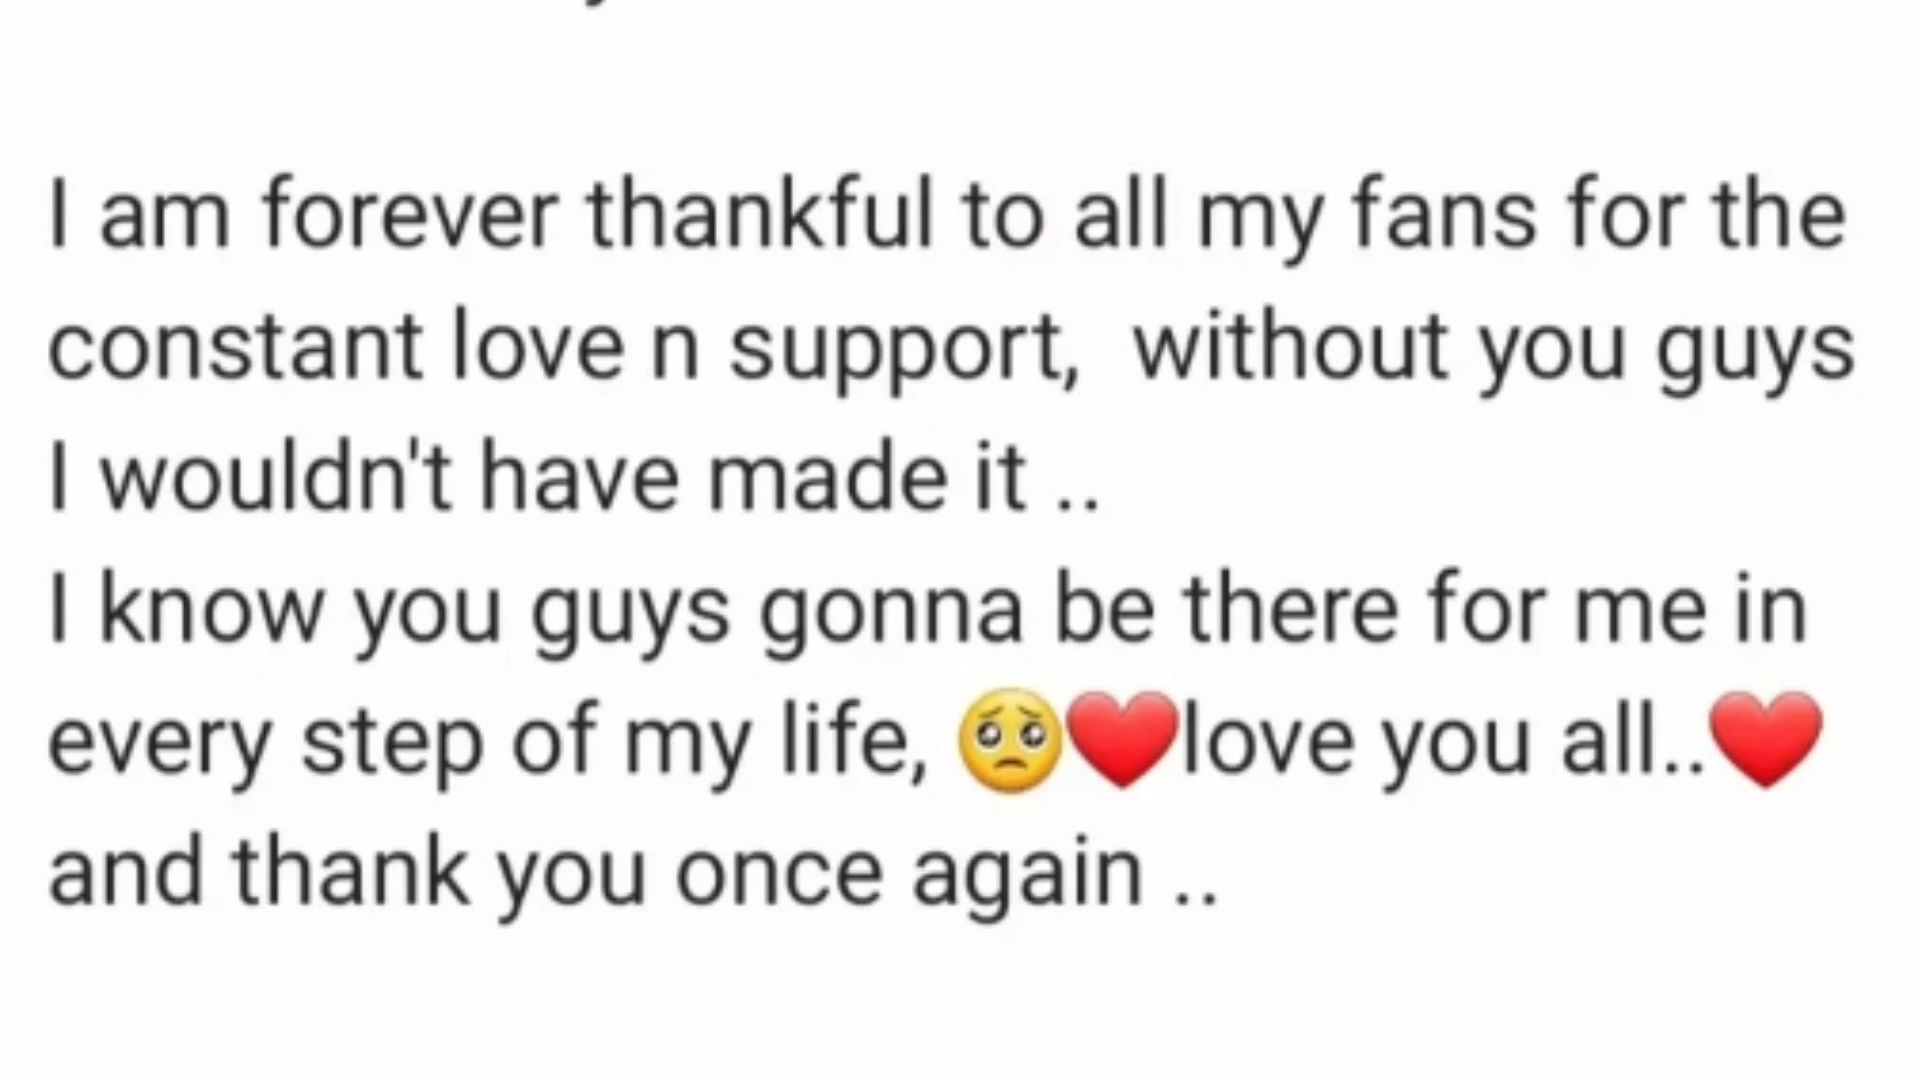 I am forever thankful to all my fans for the
constant love n support,  without you guys
I wouldn't have made it ..
I know you guys gonna be there for me in
every step of my life, 🥺❤️love you all..❤️
and thank you once again ..